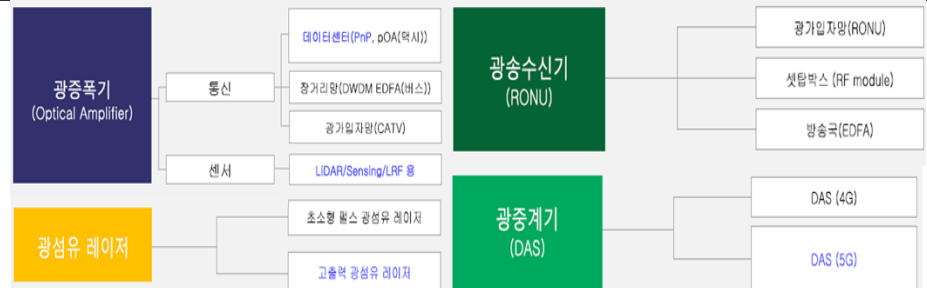 광증폭기
(Optical Amplifier)
통신
데이터센터(PnP, pOA(택시))
장거리망(DWDM EDFA(버스))
광가입자망(CATV)
센서
LiDAR/Sensing/LRF 용
광섬유 레이저
초소형 펄스 광섬유 레이저
고출력 광섬유 레이저
광송수신기
(RONU)
광가입자망(RONU)
셋탑박스 (RF module)
방송국(EDFA)
광중계기
(DAS)
DAS (4G)
DAS (5G)